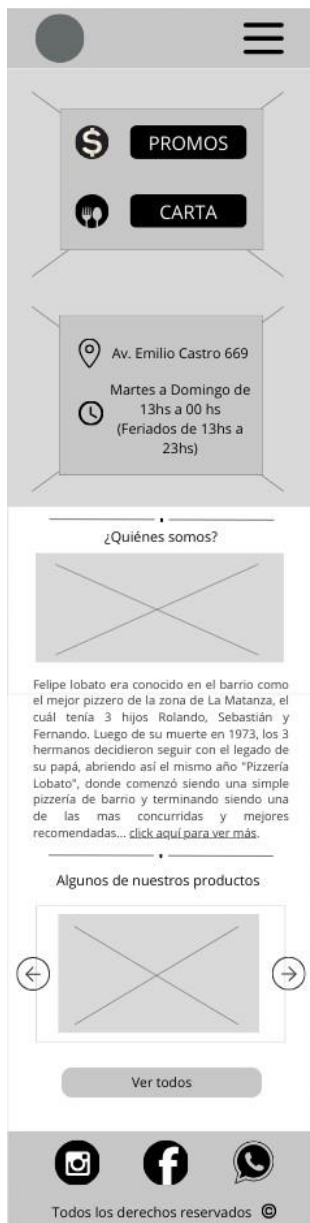 PROMOS
CARTA
Av. Emilio Castro 669
Martes a Domingo de
13hs a 00 hs
(Feriados de 13hs a
23hs)
¿Quiénes somos?
Felipe lobato era conocido en el barrio como
el mejor pizzero de la zona de La Matanza, el
cuál tenía 3 hijos Rolando, Sebastián y
Fernando. Luego de su muerte en 1973, los 3
hermanos decidieron seguir con el legado de
su papá, abriendo así el mismo año "Pizzería
Lobato", donde comenzó siendo una simple
pizzería de barrio y terminando siendo una
de las mas concurridas y mejores
recomendadas... click aquí para ver más.
Algunos de nuestros productos
Ver todos
Todos los derechos reservados ©